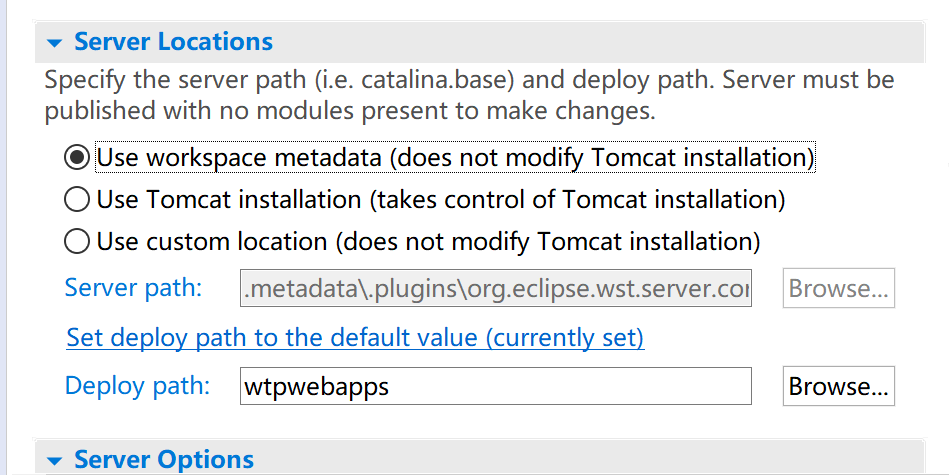 Server Locations
Specify the server path (i.e. catalina.base) and deploy path. Server must be
published with no modules present to make changes.
Use workspace metadata (does not modify Tomcat installation)
Use Tomcat installation (takes control of Tomcat installation)
Use custom location (does not modify Tomcat installation)
Server path: .metadata\.plugins\org.eclipse.wst.server.cor Browse...
Set deploy path to the default value (currently set)
Deploy path: wtpwebapps Browse...
Server Options